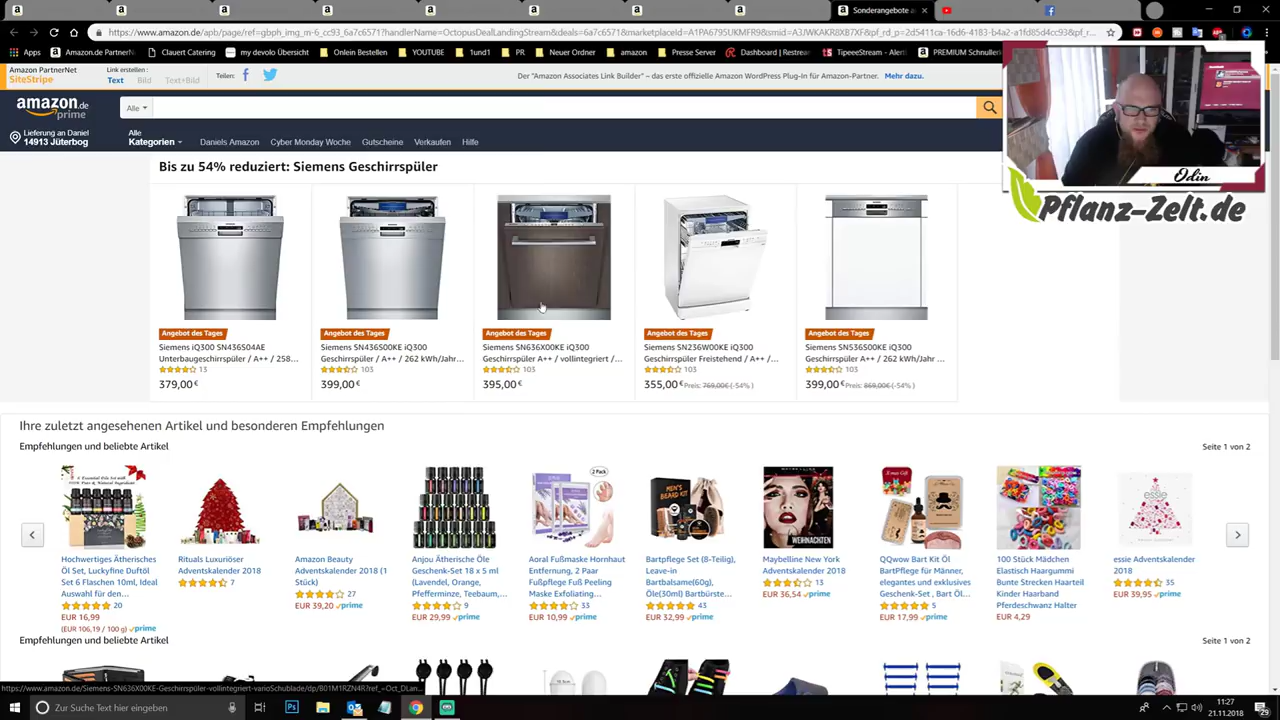 Sonderangebote a
https://www.amazon.de/apb/page/ref=gbph_img_m-6_cc93_6a7c6571?handlerName=OctopusDealLandingStream&deals=6a7c6571&marketplaceId=A1PA6795UKMFR9&smid=A3JWKAKR8XB7XF&pf_rd_p=2d5411ca-16d6-4183-b4a2-a1fd85d4cc93&pf_r...
Apps
Amazon.de PartnerNet
Clauert Catering
my devolo Übersicht
Onlein Bestellen
YOUTUBE
1und1
PR
Neuer Ordner
amazon
Presse Server
Dashboard | Restream
TipeeeStream - Dash
PREMIUM Schnellen
Amazon PartnerNet
SiteStripe
Link erstellen:
Text Bild Text+Bild
Teilen:
Der "Amazon Associates Link Builder" – das erste offizielle Amazon WordPress Plug-In für Amazon-Partner. Mehr dazu.
amazon.de
prime
Alle
Lieferung an Daniel
14913 Jüterbog
Alle
Kategorien
Daniels Amazon
Cyber Monday Woche
Gutscheine
Verkaufen
Hilfe
Odin
Pflanz-Zelt.de
Bis zu 54% reduziert: Siemens Geschirrspüler
Angebot des Tages
Siemens iQ300 SN436S04AE
Unterbaugeschirrspüler / A++ / 258...
13
379,00 €
Angebot des Tages
Siemens SN436S00KE iQ300
Geschirrspüler / A++ / 262 kWh/Jahr...
103
399,00 €
Angebot des Tages
Siemens SN636X00KE iQ300
Geschirrspüler A++ / vollintegriert /...
103
395,00 €
Angebot des Tages
Siemens SN236W00KE iQ300
Geschirrspüler Freistehend / A++ /...
103
355,00 € Preis: 769,00 € (-54%)
Angebot des Tages
Siemens SN536S00KE iQ300
Geschirrspüler A++ / 262 kWh/Jahr ...
103
399,00 € Preis: 869,00 € (-54%)
Ihre zuletzt angesehenen Artikel und besonderen Empfehlungen
Empfehlungen und beliebte Artikel
Seite 1 von 2
Hochwertiges Ätherisches
Öl Set, Luckyfine Duftöl
Set 6 Flaschen 10ml, Ideal
Auswahl für den...
20
EUR 16,99
(EUR 106,19 / 100 g) prime
Rituals Luxuriöser
Adventskalender 2018
7
Amazon Beauty
Adventskalender 2018 (1
Stück)
27
EUR 39,20 prime
Anjou Ätherische Öle
Geschenk-Set 18 x 5 ml
(Lavendel, Orange,
Pfefferminze, Teebaum,...
9
EUR 29,99 prime
2 Pack
Aoral Fußmaske Hornhaut
Entfernung, 2 Paar
Fußpflege Fuß Peeling
Maske Exfoliating...
33
EUR 10,99 prime
MEN'S
BEARD KIT
Bartpflege Set (8-Teilig),
Leave-in
Bartbalsame(60g),
Öl(30ml) Bartbürste...
43
EUR 32,99 prime
WEIHNACHTEN
Maybelline New York
Adventskalender 2018
13
EUR 36,54 prime
QQwow Bart Kit Öl
BartPflege für Männer,
elegantes und exklusives
Geschenk-Set , Bart Öl...
5
EUR 17,99 prime
100 Stück Mädchen
Elastisch Haargummi
Bunte Strecken Haarteil
Kinder Haarband
Pferdeschwanz Halter
EUR 4,29
essie
essie Adventskalender
2018
35
EUR 39,95 prime
Empfehlungen und beliebte Artikel
Seite 1 von 2
https://www.amazon.de/Siemens-SN636X00KE-Geschirrspüler-vollintegriert-varioSchublade/dp/B01M1RZN4R?ref_=Oct_DLan...
Zur Suche Text hier eingeben
11:27
21.11.2018